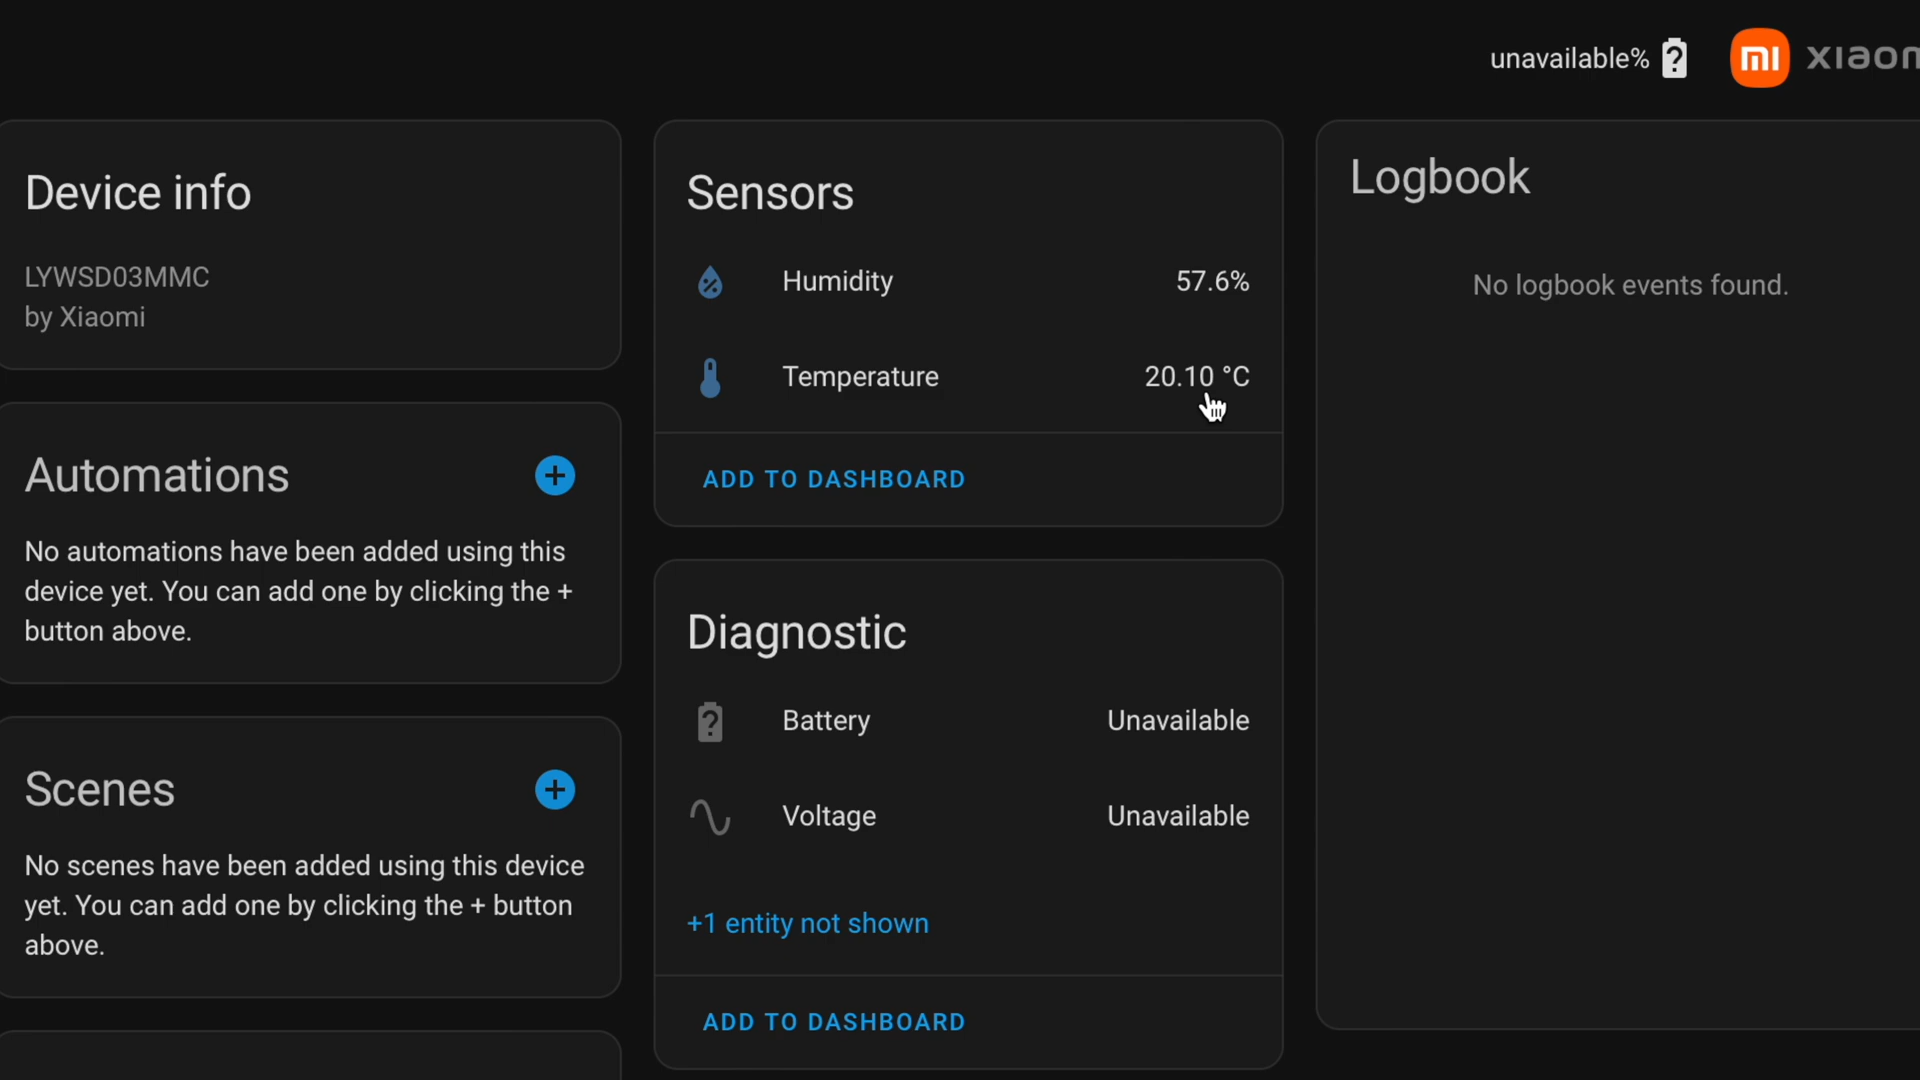 unavailable%
xiaom
Device info
LYWSD03MMC
by Xiaomi
Automations
No automations have been added using this
device yet. You can add one by clicking the +
button above.
Scenes
No scenes have been added using this device
yet. You can add one by clicking the + button
above.
Sensors
Humidity 57.6%
Temperature 20.10 °C
ADD TO DASHBOARD
Diagnostic
Battery Unavailable
Voltage Unavailable
+1 entity not shown
ADD TO DASHBOARD
Logbook
No logbook events found.